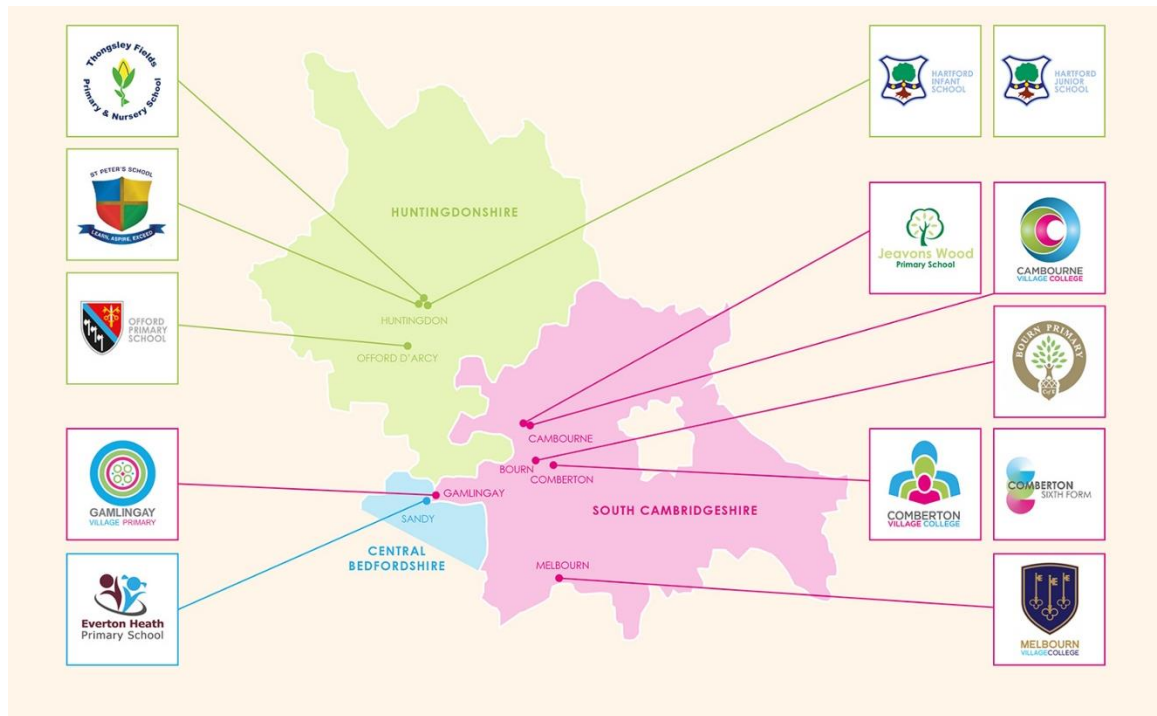 Thongsley Fields
Primary & Nursery School
ST PETER'S SCHOOL
LEARN, ASPIRE, EXCEED
OFFORD
PRIMARY
SCHOOL
GAMLINGAY
VILLAGE PRIMARY
Everton Heath
Primary School
HUNTINGDONSHIRE
HUNTINGDON
OFFORD D'ARCY
CAMBOURNE
BOURN
COMBERTON
GAMLINGAY
SANDY
SOUTH CAMBRIDGESHIRE
CENTRAL
BEDFORDSHIRE
MELBOURN
HARTFORD
INFANT
SCHOOL
HARTFORD
JUNIOR
SCHOOL
Jeavons Wood
Primary School
CAMBOURNE
VILLAGE COLLEGE
BOURN PRIMARY
CofE
COMBERTON
VILLAGE COLLEGE
COMBERTON
SIXTH FORM
MELBOURN
VILLAGECOLLEGE